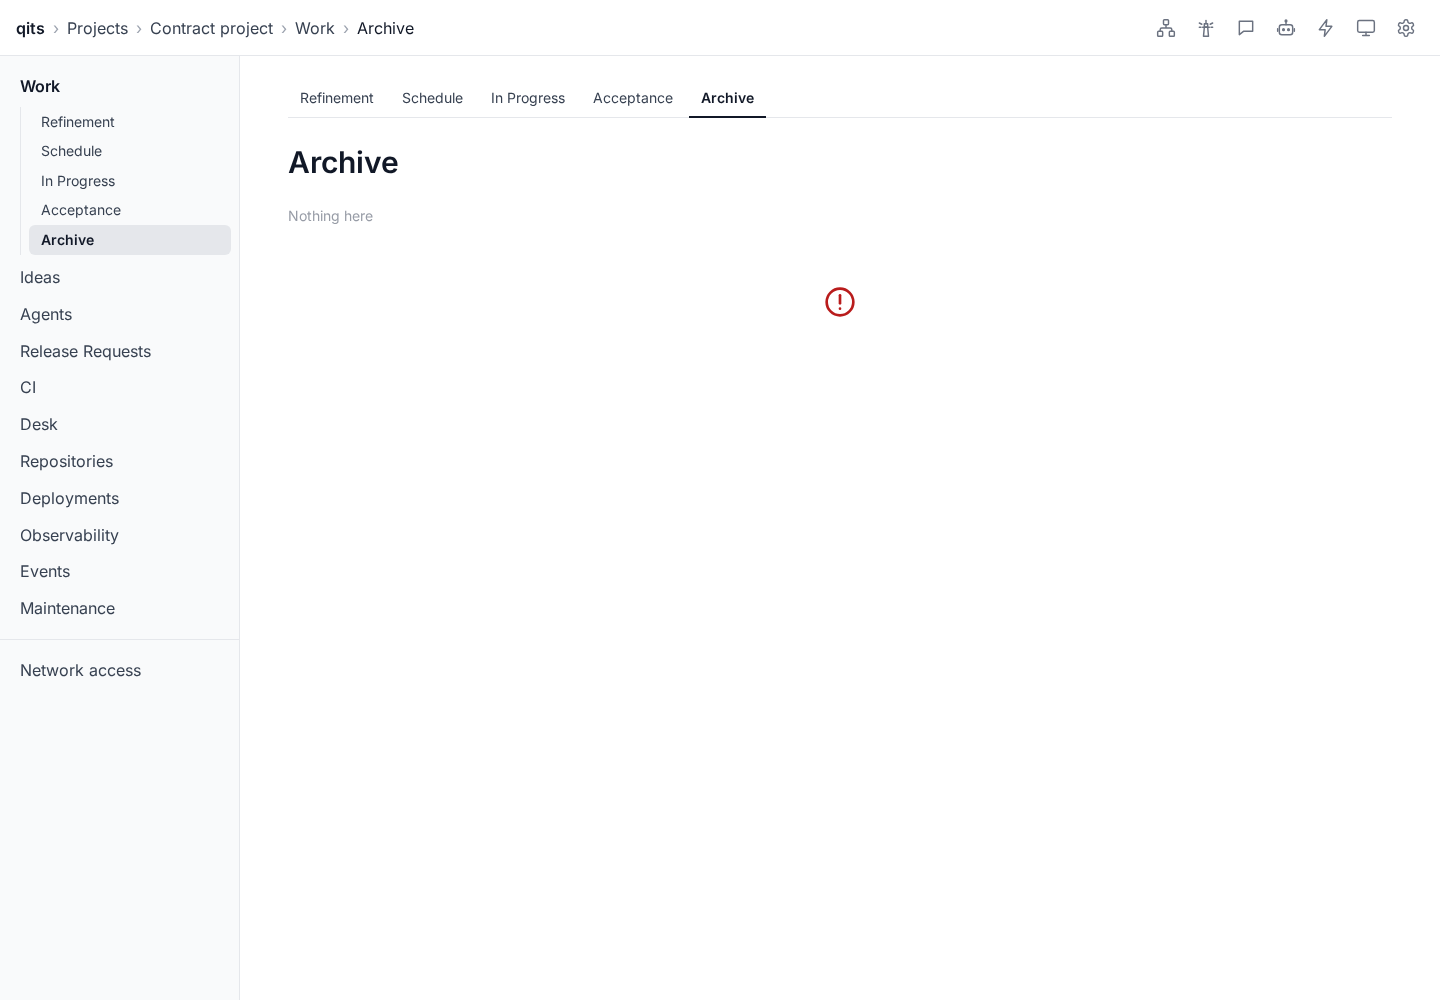 qits › Projects › Contract project › Work › Archive
Work
Refinement
Schedule
In Progress
Acceptance
Archive
Ideas
Agents
Release Requests
CI
Desk
Repositories
Deployments
Observability
Events
Maintenance
Network access
Refinement Schedule In Progress Acceptance Archive
Archive
Nothing here